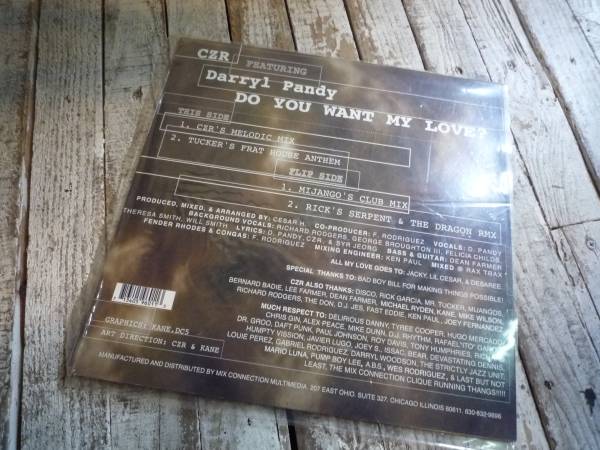 CZR FEATURING
Darryl Pandy
DO YOU WANT MY LOVE?
THIS SIDE
1. CZR'S MELODIC MIX
2. TUCKER'S FRAT HOUSE ANTHEM
FLIP SIDE
1. MIJANGO'S CLUB MIX
2. RICK'S SERPENT & THE DRAGON RMX
PRODUCED, MIXED, & ARRANGED BY: CESAR H. CO-PRODUCER: F. RODRIGUEZ VOCALS: D. PANDY
BACKGROUND VOCALS: RICHARD RODGERS, GEORGE BROUGHTON III, FELICIA CHILDS,
THERESA SMITH, WILL SMITH LYRICS: D. PANDY, CZR, & SYR JEORG BASS & GUITAR: DEAN FARMER
FENDER RHODES & CONGAS: F. RODRIGUEZ MIXING ENGINEER: KEN PAUL MIXED @ RAX TRAX
ALL MY LOVE GOES TO: JACKY, LIL CESAR, & DESAREE.
SPECIAL THANKS TO: BAD BOY BILL FOR MAKING THINGS POSSIBLE!
CZR ALSO THANKS: DISCO, RICK GARCIA, MR. TUCKER, MIJANGOS,
BERNARD BADIE, LEE FARMER, DEAN FARMER, MICHAEL RYDEN, KANE, MIKE WILSON,
RICHARD RODGERS, THE DON, DJ JES, FAST EDDIE, KEN PAUL, JOEY FERNANDEZ
MUCH RESPECT TO: DELIRIOUS DANNY, TYREE COOPER, HUGO MERCADO,
CHRIS GIN, ALEX PEACE, MIKE DUNN, DJ RHYTHM, RAFAEL
DR. GROO, DAFT PUNK, PAUL JOHNSON, ROY DAVIS, TONY HUMPHRIES,
HUMPTY VISSION, JAVIER LUGO, JOEY S., ISSAC, BEAR, DEVASTATING DENNIS,
LOUIE PEREZ, GABRIEL RODRIGUEZ, DARRYL WOODSON, THE STRICTLY JAZZ UNIT,
MARIO LUNA, PUMP BOY LEE, A.B.S., WES RODRIGUEZ, & LAST BUT NOT
LEAST, THE MIX CONNECTION CLIQUE RUNNING THANGS!!!!!
GRAPHICS: KANE, DC5
ART DIRECTION: CZR & KANE
MANUFACTURED AND DISTRIBUTED BY MIX CONNECTION MULTIMEDIA 207 EAST OHIO. SUITE 327. CHICAGO ILLINOIS 60611.